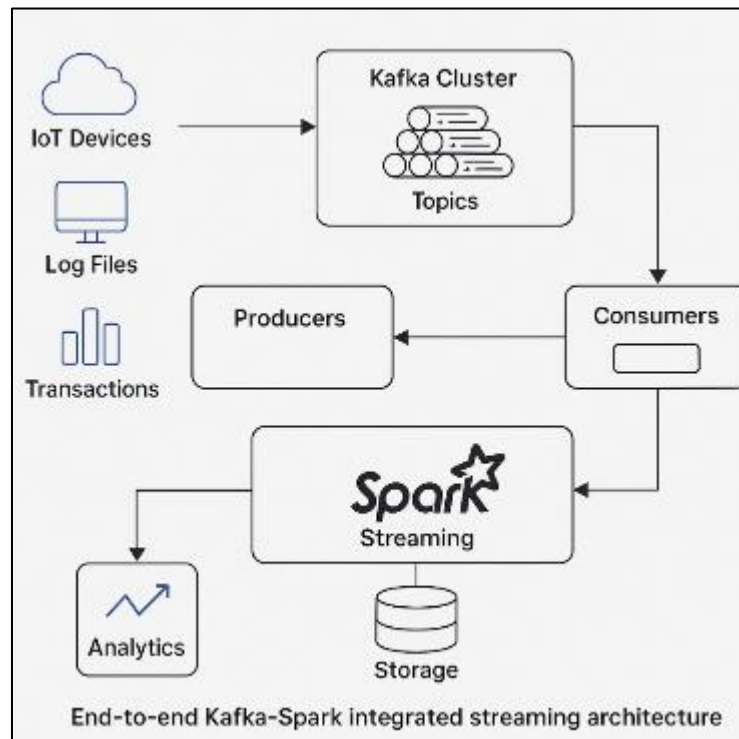 IoT Devices
Kafka Cluster
Topics
Log Files
Producers
Consumers
Transactions
Spark
Streaming
Analytics
Storage
End-to-end Kafka-Spark integrated streaming architecture